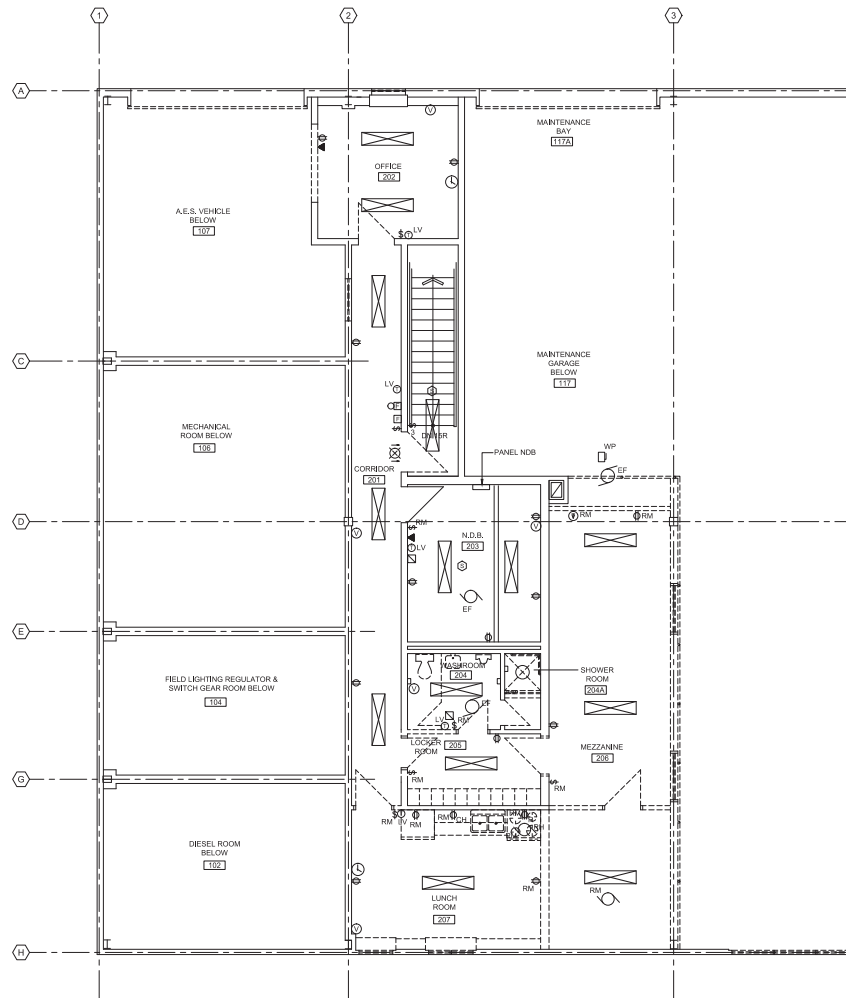 1
2
3
A
MAINTENANCE
BAY
117A
V
OFFICE
202
A.E.S. VEHICLE
BELOW
107
$
T
LV
C
MAINTENANCE
GARAGE
BELOW
117
LV
T
S
F
F
$
3
MECHANICAL
ROOM BELOW
106
PANEL NDB
WP
EF
CORRIDOR
201
D
RM
V
RM
RM
V
N.D.B.
203
T
LV
S
EF
E
WASHROOM
204
SHOWER
ROOM
204A
FIELD LIGHTING REGULATOR &
SWITCH GEAR ROOM BELOW
104
V
EF
LV
RM
T
$
LOCKER
ROOM
205
MEZZANINE
206
G
RM
RM
RM
$
T
LV
RM
RM
DIESEL ROOM
BELOW
102
LUNCH
ROOM
207
RM
RM
V
H